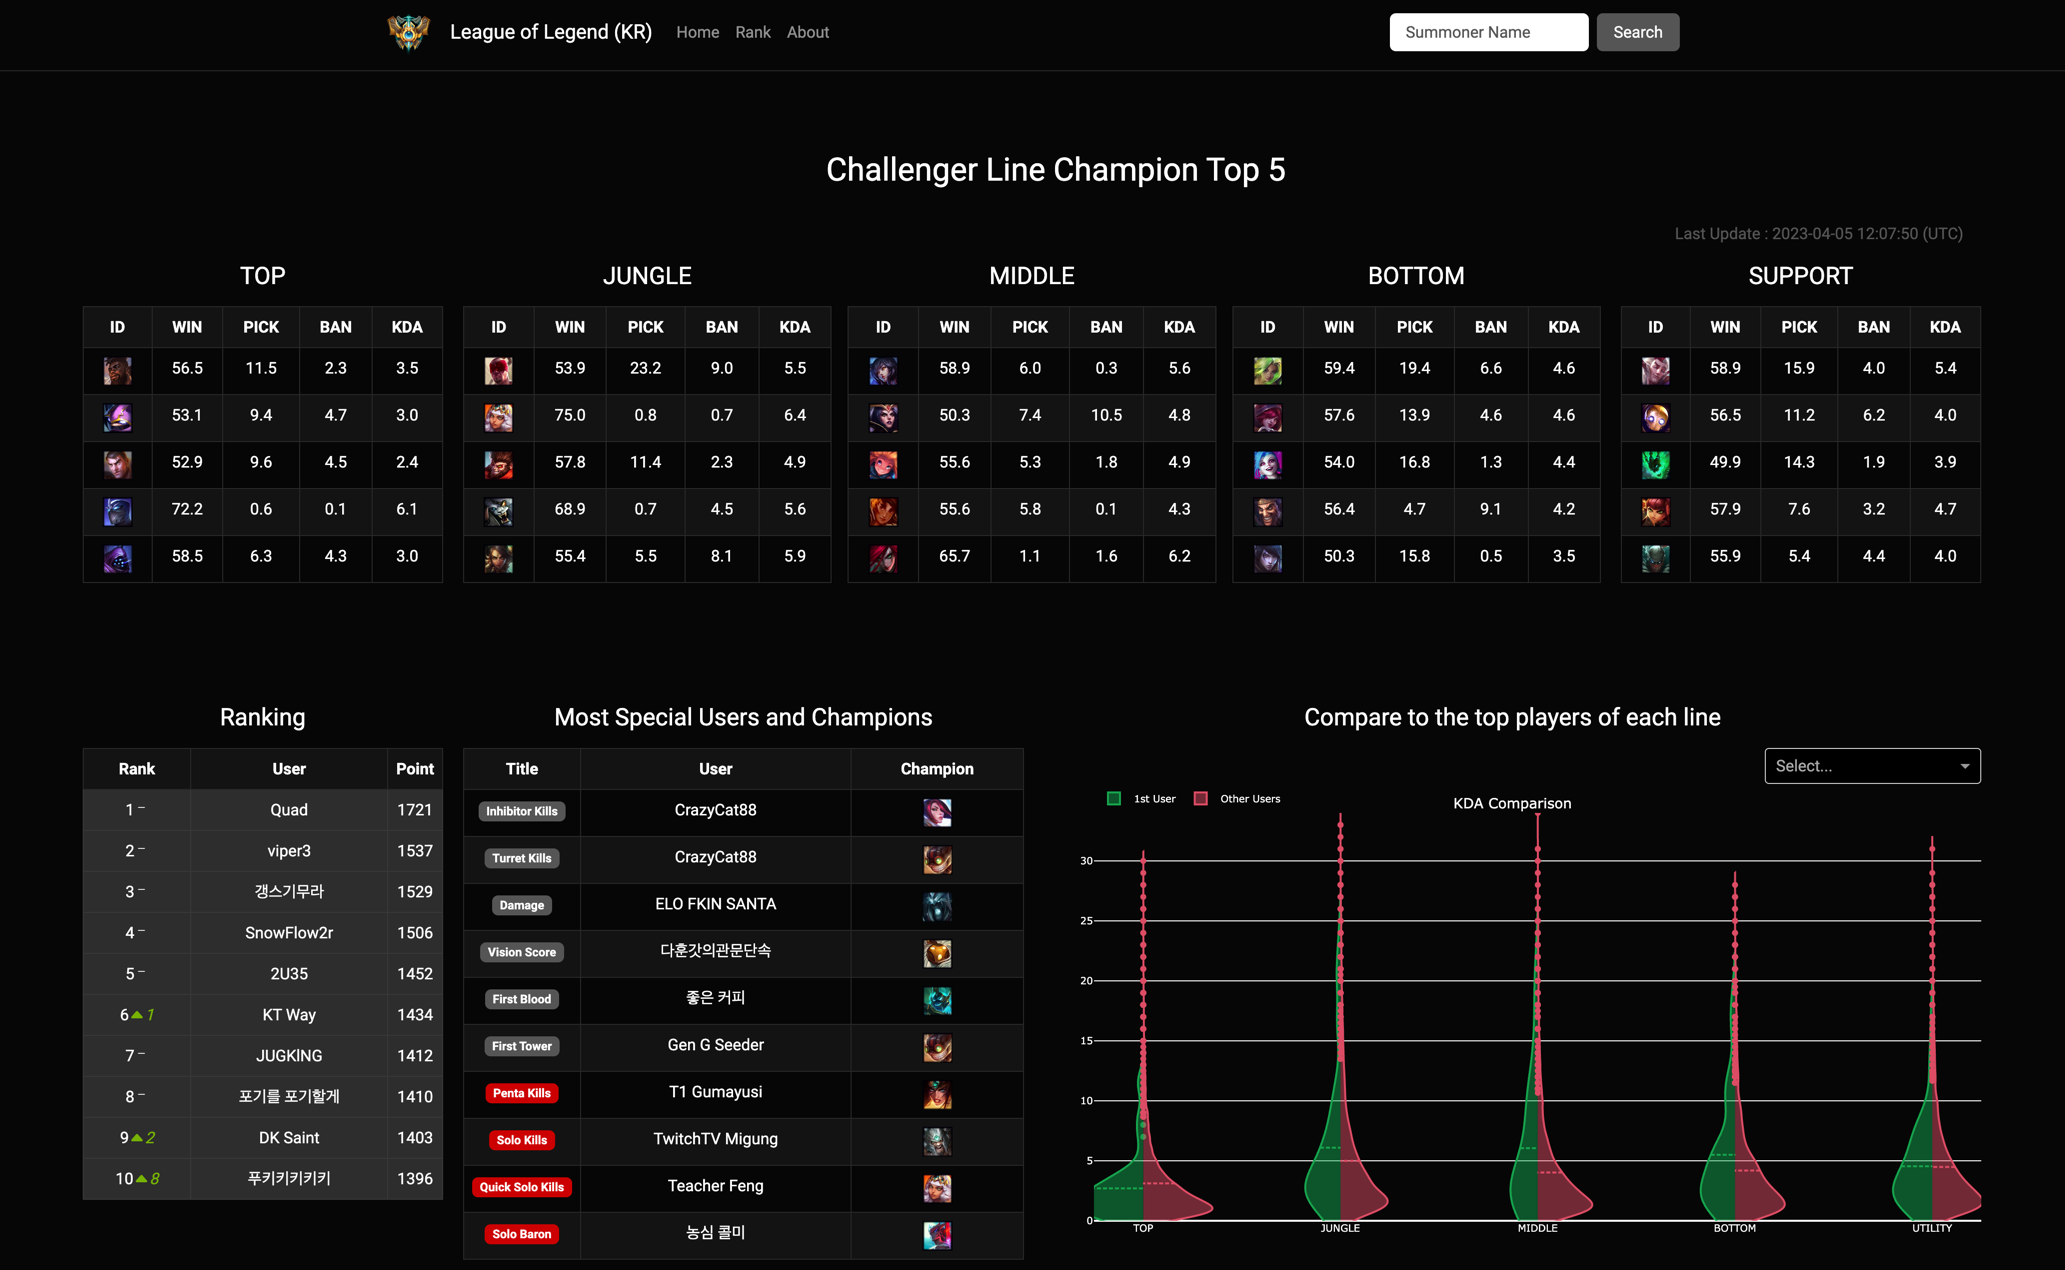 League of Legend (KR) Home Rank About Summoner Name Search
Challenger Line Champion Top 5
Last Update : 2023-04-05 12:07:50 (UTC)
TOP
ID WIN PICK BAN KDA
56.5 11.5 2.3 3.5
53.1 9.4 4.7 3.0
52.9 9.6 4.5 2.4
72.2 0.6 0.1 6.1
58.5 6.3 4.3 3.0
JUNGLE
ID WIN PICK BAN KDA
53.9 23.2 9.0 5.5
75.0 0.8 0.7 6.4
57.8 11.4 2.3 4.9
68.9 0.7 4.5 5.6
55.4 5.5 8.1 5.9
MIDDLE
ID WIN PICK BAN KDA
58.9 6.0 0.3 5.6
50.3 7.4 10.5 4.8
55.6 5.3 1.8 4.9
55.6 5.8 0.1 4.3
65.7 1.1 1.6 6.2
BOTTOM
ID WIN PICK BAN KDA
59.4 19.4 6.6 4.6
57.6 13.9 4.6 4.6
54.0 16.8 1.3 4.4
56.4 4.7 9.1 4.2
50.3 15.8 0.5 3.5
SUPPORT
ID WIN PICK BAN KDA
58.9 15.9 4.0 5.4
56.5 11.2 6.2 4.0
49.9 14.3 1.9 3.9
57.9 7.6 3.2 4.7
55.9 5.4 4.4 4.0
Ranking
Rank User Point
1 – Quad 1721
2 – viper3 1537
3 – 갱스기무라 1529
4 – SnowFlow2r 1506
5 – 2U35 1452
6 ▲ 1 KT Way 1434
7 – JUGKlNG 1412
8 – 포기를 포기할게 1410
9 ▲ 2 DK Saint 1403
10 ▲ 8 푸키키키키키 1396
Most Special Users and Champions
Title User Champion
Inhibitor Kills CrazyCat88
Turret Kills CrazyCat88
Damage ELO FKIN SANTA
Vision Score 다훈갓의관문단속
First Blood 좋은 커피
First Tower Gen G Seeder
Penta Kills T1 Gumayusi
Solo Kills TwitchTV Migung
Quick Solo Kills Teacher Feng
Solo Baron 농심 콜미
Compare to the top players of each line
Select...
1st User Other Users
KDA Comparison
30
25
20
15
10
5
0
TOP JUNGLE MIDDLE BOTTOM UTILITY